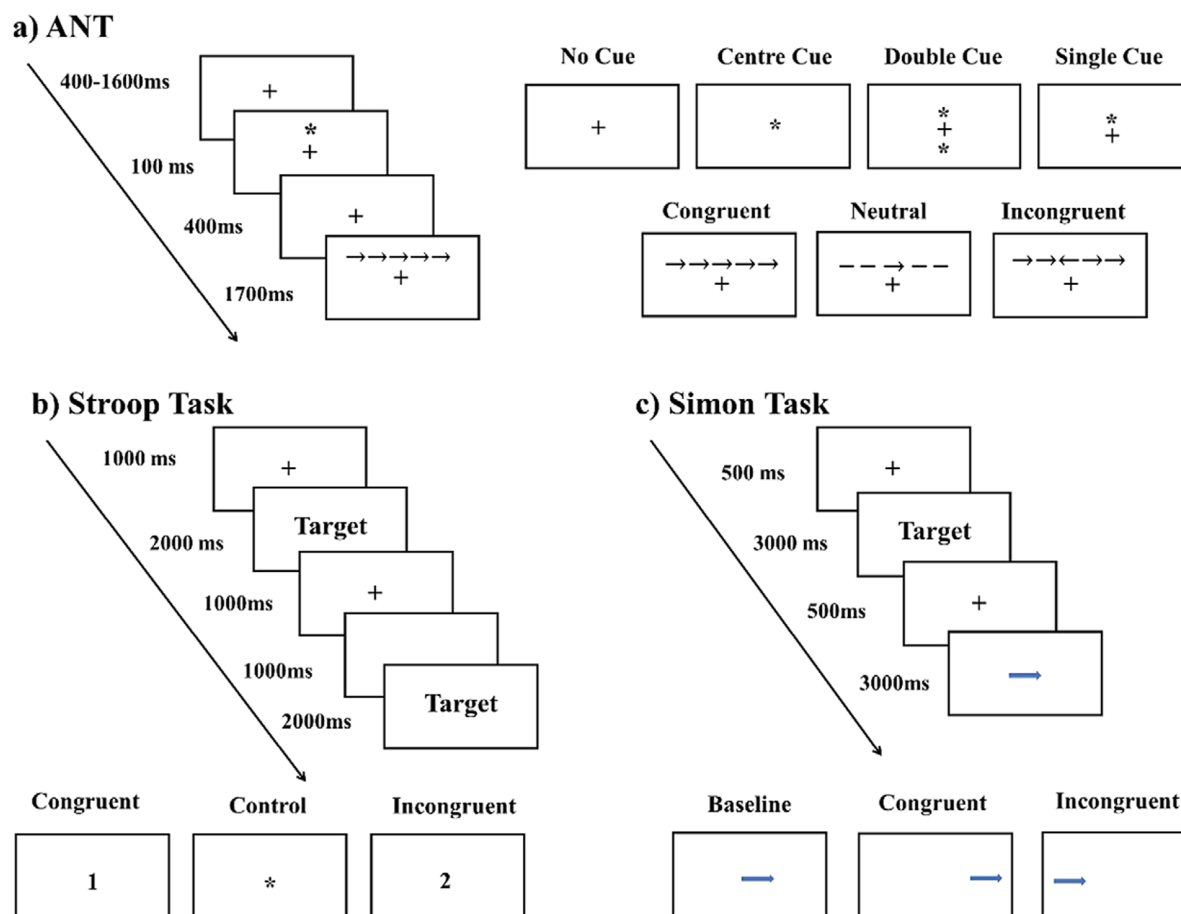 a) ANT
400-1600ms
+
*
+
100 ms
+
400ms
→→→→→
+
1700ms
No Cue Centre Cue Double Cue Single Cue
+
*
*
+
*
*
+
Congruent Neutral Incongruent
→→→→→
+
– – → – –
+
→→←→→
+
b) Stroop Task
1000 ms
+
Target
2000 ms
+
1000ms
1000ms
Target
2000ms
Congruent Control Incongruent
1 * 2
c) Simon Task
500 ms
+
Target
3000 ms
+
500ms
3000ms
Baseline Congruent Incongruent